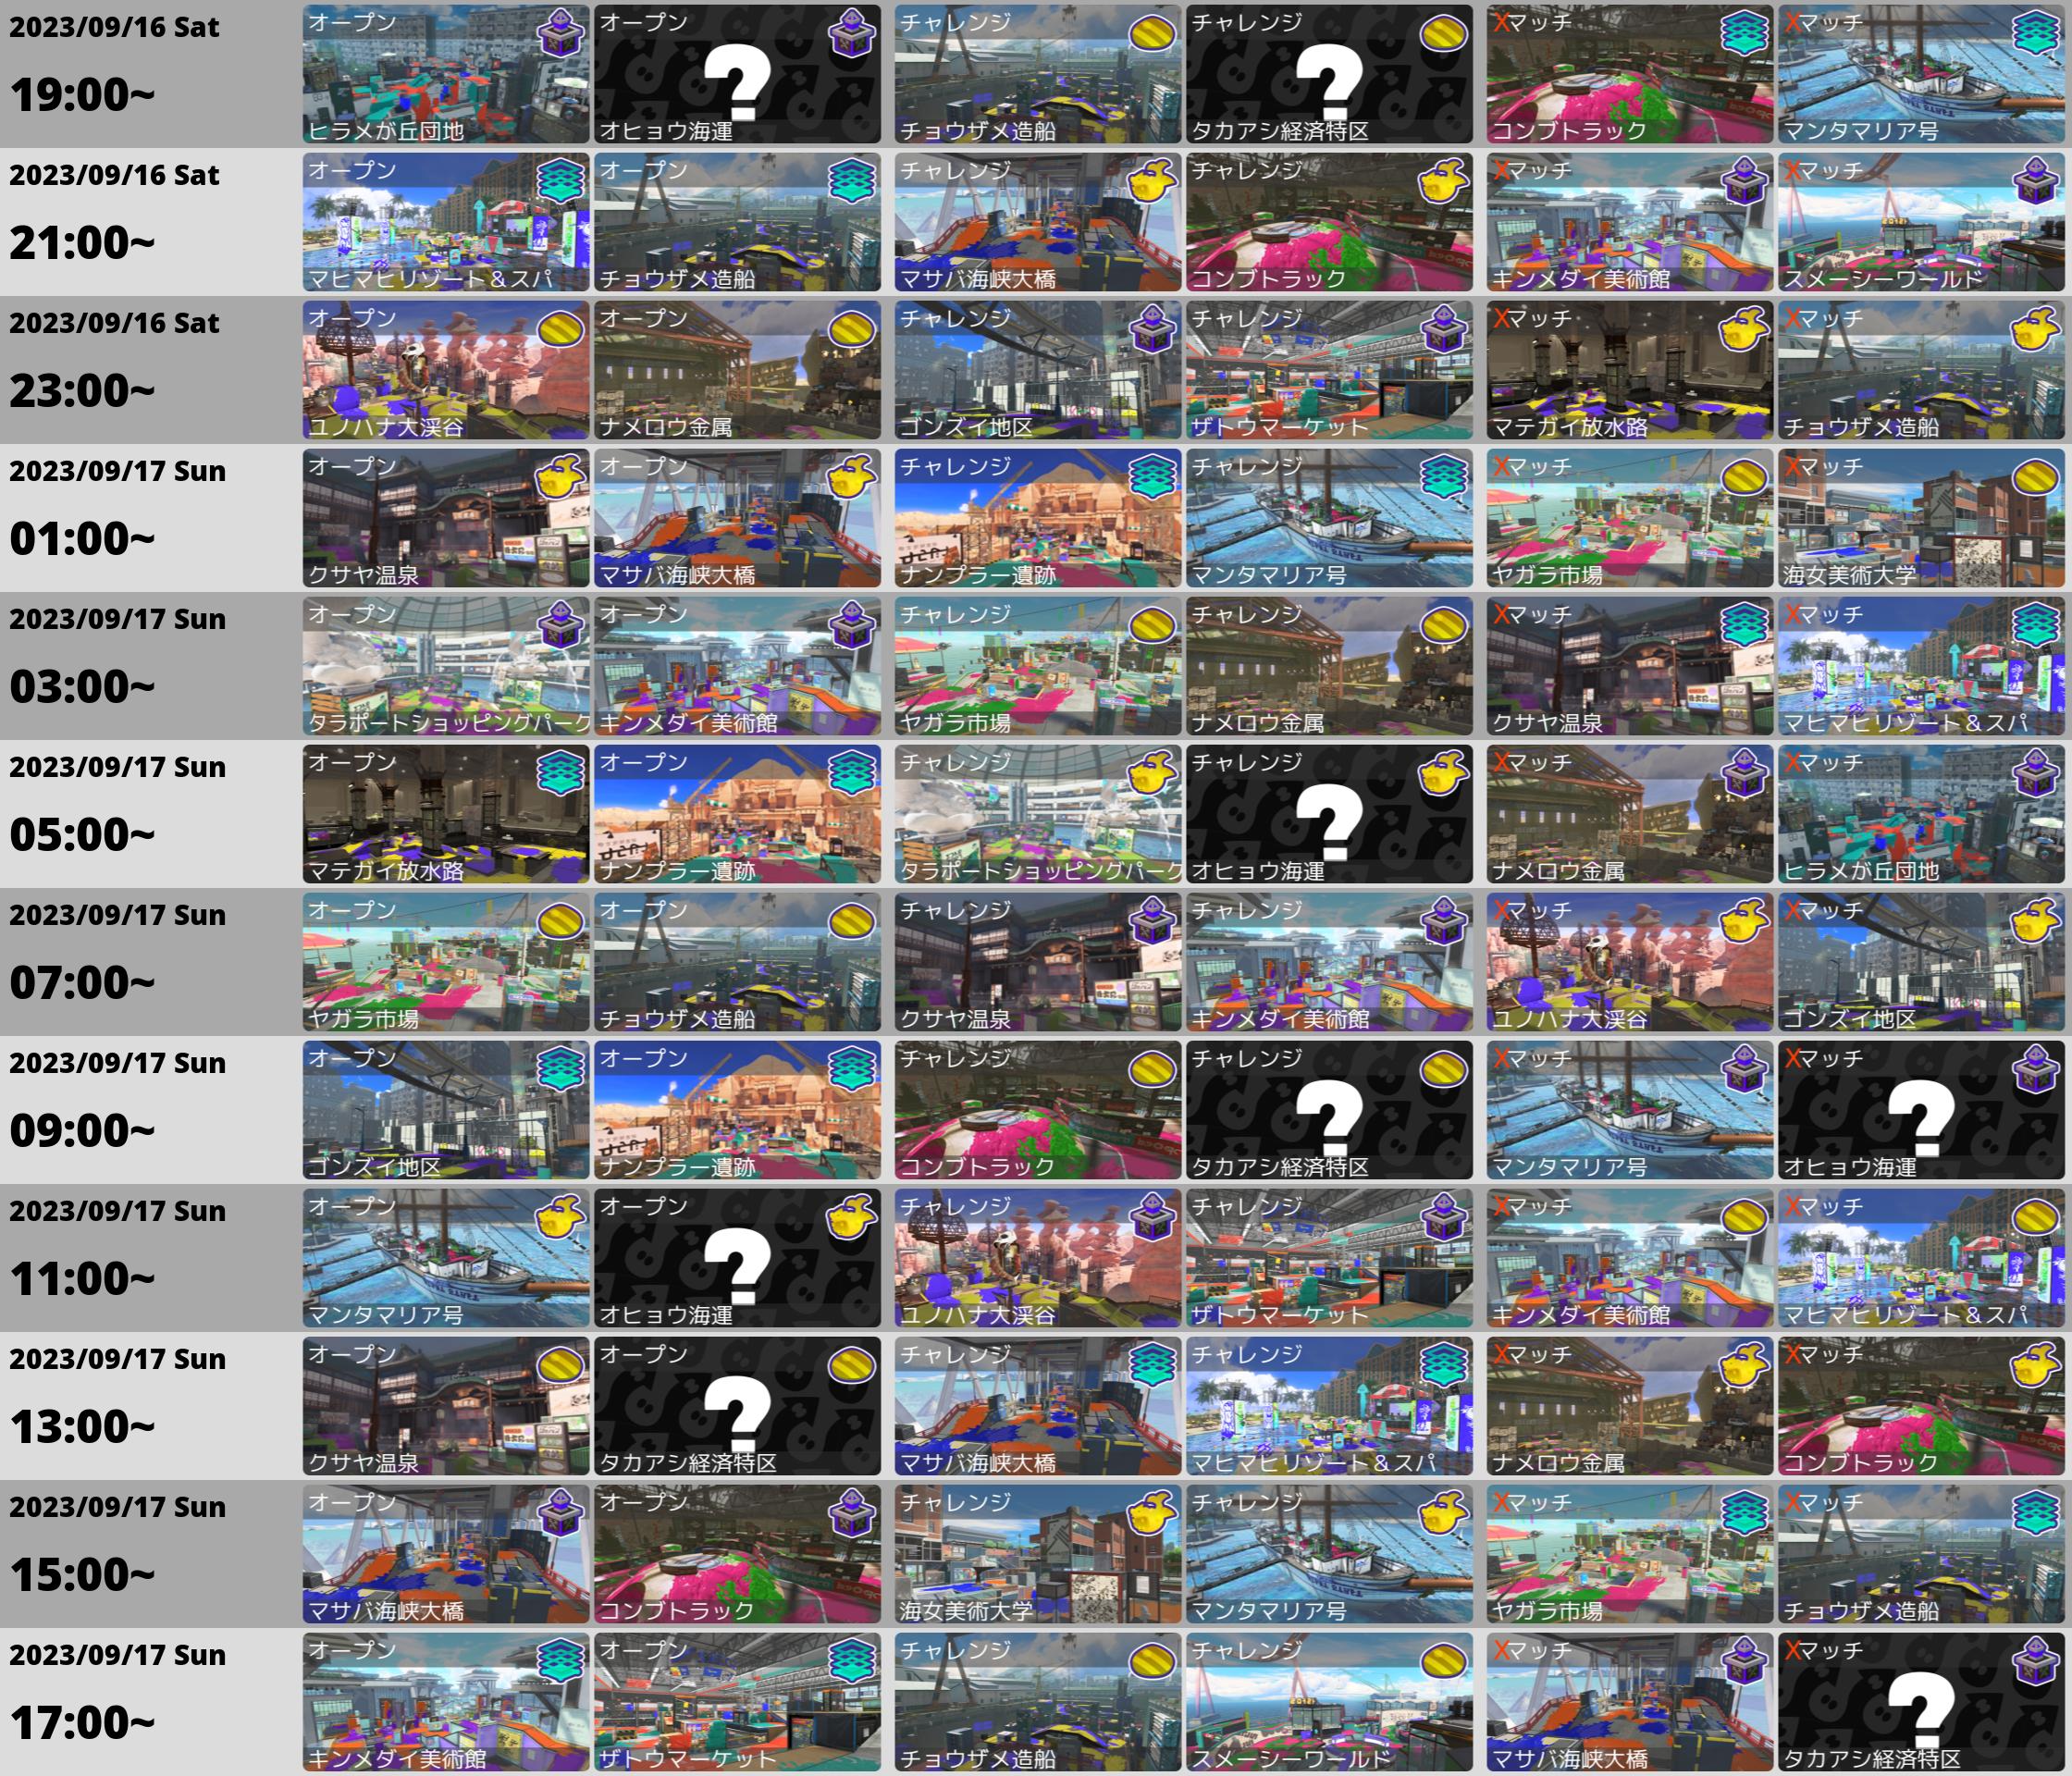 2023/09/16 Sat
19:00~
オープン オープン チャレンジ チャレンジ Xマッチ Xマッチ
ヒラメが丘団地 オヒョウ海運 チョウザメ造船 タカアシ経済特区 コンブトラック マンタマリア号
2023/09/16 Sat
21:00~
オープン オープン チャレンジ チャレンジ Xマッチ Xマッチ
マヒマヒリゾート&スパ チョウザメ造船 マサバ海峡大橋 コンブトラック キンメダイ美術館 スメーシーワールド
2023/09/16 Sat
23:00~
オープン オープン チャレンジ チャレンジ Xマッチ Xマッチ
ユノハナ大渓谷 ナメロウ金属 ゴンズイ地区 ザトウマーケット マテガイ放水路 チョウザメ造船
2023/09/17 Sun
01:00~
オープン オープン チャレンジ チャレンジ Xマッチ Xマッチ
クサヤ温泉 マサバ海峡大橋 ナンプラー遺跡 マンタマリア号 ヤガラ市場 海女美術大学
2023/09/17 Sun
03:00~
オープン オープン チャレンジ チャレンジ Xマッチ Xマッチ
タラポートショッピングパーク キンメダイ美術館 ヤガラ市場 ナメロウ金属 クサヤ温泉 マヒマヒリゾート&スパ
2023/09/17 Sun
05:00~
オープン オープン チャレンジ チャレンジ Xマッチ Xマッチ
マテガイ放水路 ナンプラー遺跡 タラポートショッピングパーク オヒョウ海運 ナメロウ金属 ヒラメが丘団地
2023/09/17 Sun
07:00~
オープン オープン チャレンジ チャレンジ Xマッチ Xマッチ
ヤガラ市場 チョウザメ造船 クサヤ温泉 キンメダイ美術館 ユノハナ大渓谷 ゴンズイ地区
2023/09/17 Sun
09:00~
オープン オープン チャレンジ チャレンジ Xマッチ Xマッチ
ゴンズイ地区 ナンプラー遺跡 コンブトラック タカアシ経済特区 マンタマリア号 オヒョウ海運
2023/09/17 Sun
11:00~
オープン オープン チャレンジ チャレンジ Xマッチ Xマッチ
マンタマリア号 オヒョウ海運 ユノハナ大渓谷 ザトウマーケット キンメダイ美術館 マヒマヒリゾート&スパ
2023/09/17 Sun
13:00~
オープン オープン チャレンジ チャレンジ Xマッチ Xマッチ
クサヤ温泉 タカアシ経済特区 マサバ海峡大橋 マヒマヒリゾート&スパ ナメロウ金属 コンブトラック
2023/09/17 Sun
15:00~
オープン オープン チャレンジ チャレンジ Xマッチ Xマッチ
マサバ海峡大橋 コンブトラック 海女美術大学 マンタマリア号 ヤガラ市場 チョウザメ造船
2023/09/17 Sun
17:00~
オープン オープン チャレンジ チャレンジ Xマッチ Xマッチ
キンメダイ美術館 ザトウマーケット チョウザメ造船 スメーシーワールド マサバ海峡大橋 タカアシ経済特区